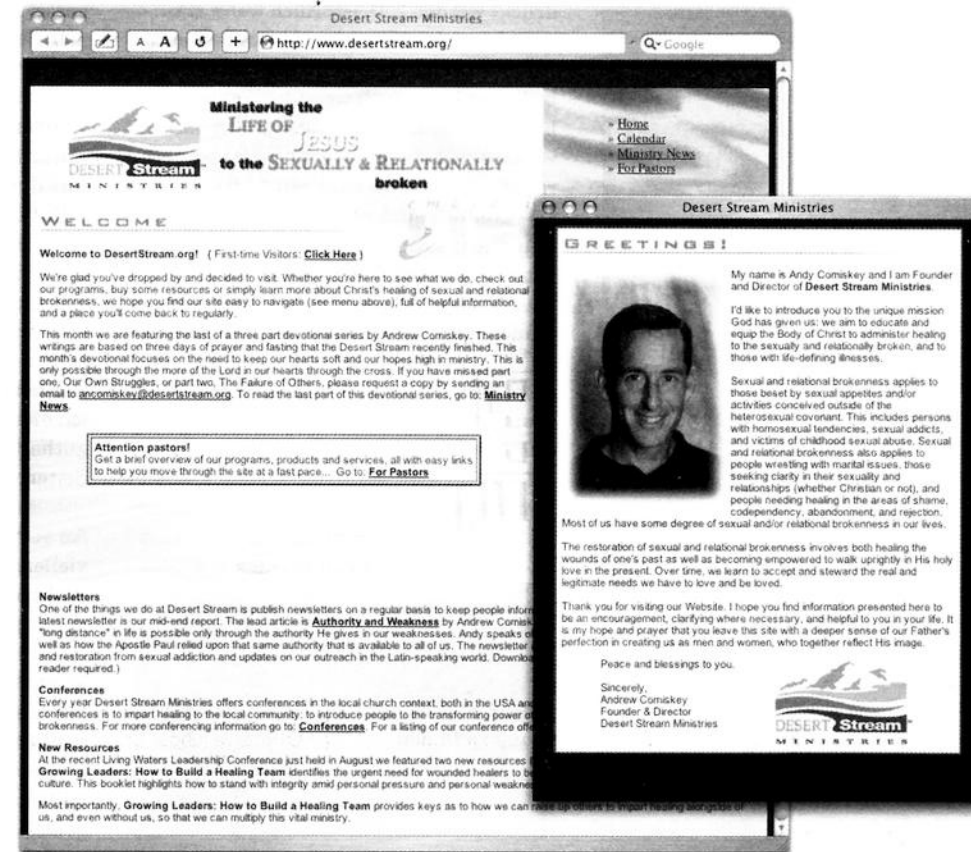 Desert Stream Ministries
A A
+
http://www.desertstream.org/
Google
DESERT Stream
MINISTRIES
Ministering the
LIFE OF
JESUS
to the SEXUALLY & RELATIONALLY
broken
» Home
» Calendar
» Ministry News
» For Pastors
WELCOME
Welcome to DesertStream.org! ( First-time Visitors: Click Here )
We're glad you've dropped by and decided to visit. Whether you're here to see what we do, check out
our programs, buy some resources or simply learn more about Christ's healing of sexual and relational
brokenness, we hope you find our site easy to navigate (see menu above), full of helpful information,
and a place you'll come back to regularly.
This month we are featuring the last of a three part devotional series by Andrew Comiskey. These
writings are based on three days of prayer and fasting that the Desert Stream recently finished. This
month's devotional focuses on the need to keep our hearts soft and our hopes high in ministry. This is
only possible through the more of the Lord in our hearts through the cross. If you have missed part
one, Our Own Struggles, or part two, The Failure of Others, please request a copy by sending an
email to ancomiskey@desertstream.org. To read the last part of this devotional series, go to: Ministry
News.
Attention pastors!
Get a brief overview of our programs, products and services, all with easy links
to help you move through the site at a fast pace... Go to: For Pastors
Newsletters
One of the things we do at Desert Stream is publish newsletters on a regular basis to keep people inform
latest newsletter is our mid-end report. The lead article is Authority and Weakness by Andrew Comisk
"long distance" in life is possible only through the authority He gives in our weaknesses. Andy speaks o
well as how the Apostle Paul relied upon that same authority that is available to all of us. The newsletter
and restoration from sexual addiction and updates on our outreach in the Latin-speaking world. Downloa
reader required.)
Conferences
Every year Desert Stream Ministries offers conferences in the local church context, both in the USA and
conferences is to impart healing to the local community: to introduce people to the transforming power o
brokenness. For more conferencing information go to: Conferences. For a listing of our conference offe
New Resources
At the recent Living Waters Leadership Conference just held in August we featured two new resources
Growing Leaders: How to Build a Healing Team identifies the urgent need for wounded healers to be
culture. This booklet highlights how to stand with integrity amid personal pressure and personal weakne
Most importantly, Growing Leaders: How to Build a Healing Team provides keys as to how we can raise up others to impart healing alongside of
us, and even without us, so that we can multiply this vital ministry.
Desert Stream Ministries
GREETINGS!
My name is Andy Comiskey and I am Founder
and Director of Desert Stream Ministries.
I'd like to introduce you to the unique mission
God has given us: we aim to educate and
equip the Body of Christ to administer healing
to the sexually and relationally broken, and to
those with life-defining illnesses.
Sexual and relational brokenness applies to
those beset by sexual appetites and/or
activities conceived outside of the
heterosexual covenant. This includes persons
with homosexual tendencies, sexual addicts,
and victims of childhood sexual abuse. Sexual
and relational brokenness also applies to
people wrestling with marital issues, those
seeking clarity in their sexuality and
relationships (whether Christian or not), and
people needing healing in the areas of shame,
codependency, abandonment, and rejection.
Most of us have some degree of sexual and/or relational brokenness in our lives.
The restoration of sexual and relational brokenness involves both healing the
wounds of one's past as well as becoming empowered to walk uprightly in His holy
love in the present. Over time, we learn to accept and steward the real and
legitimate needs we have to love and be loved.
Thank you for visiting our Website. I hope you find information presented here to
be an encouragement, clarifying where necessary, and helpful to you in your life. It
is my hope and prayer that you leave this site with a deeper sense of our Father's
perfection in creating us as men and women, who together reflect His image.
Peace and blessings to you.
Sincerely,
Andrew Comiskey
Founder & Director
Desert Stream Ministries
DESERT Stream
MINISTRIES